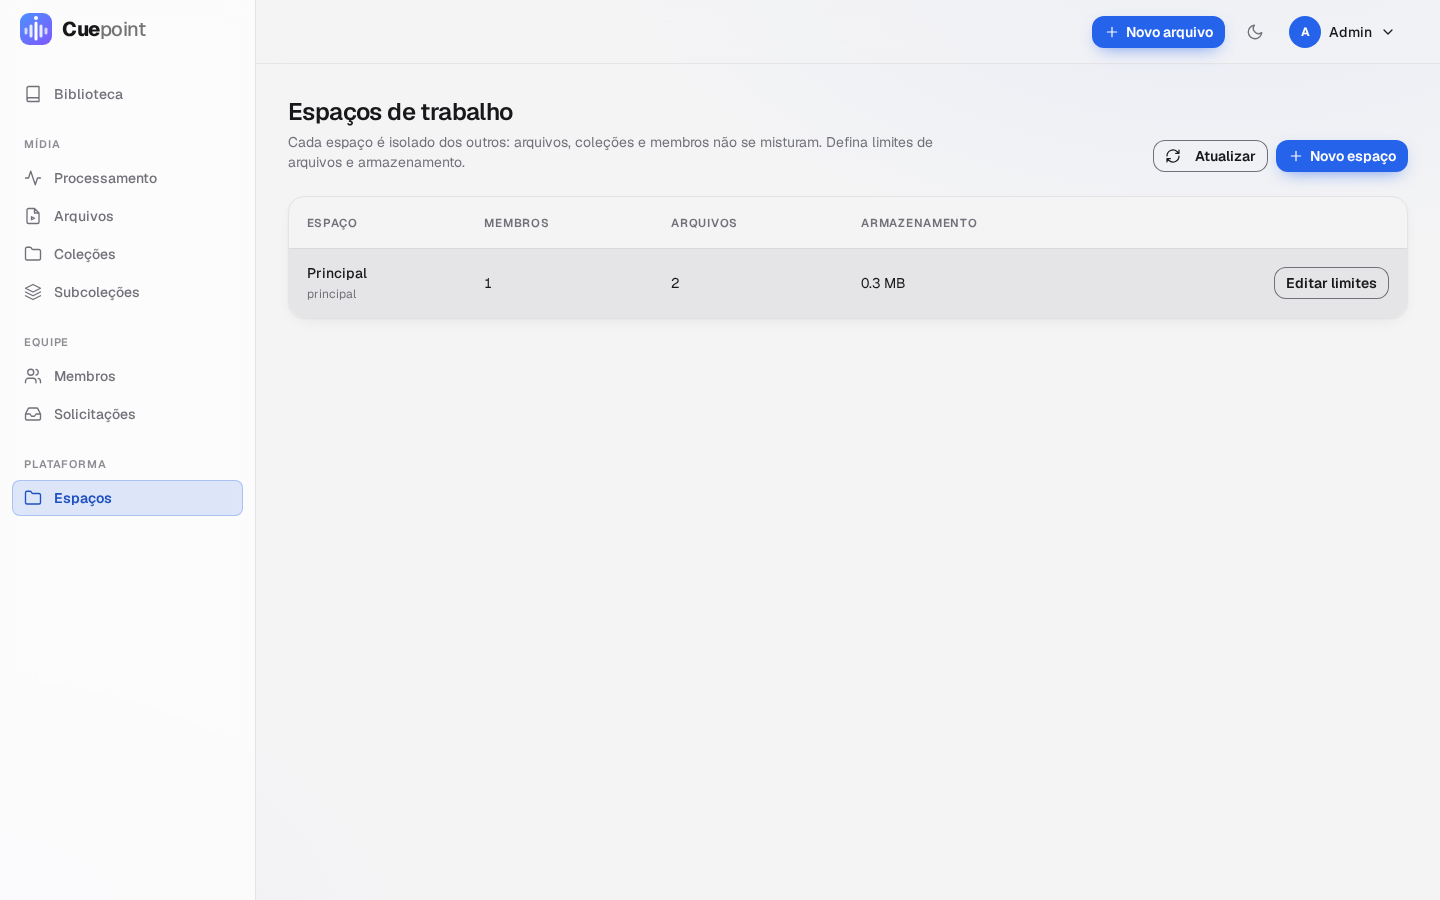 Cuepoint
Novo arquivo
A
Admin
Biblioteca
MÍDIA
Processamento
Arquivos
Coleções
Subcoleções
EQUIPE
Membros
Solicitações
PLATAFORMA
Espaços
Espaços de trabalho
Cada espaço é isolado dos outros: arquivos, coleções e membros não se misturam. Defina limites de
arquivos e armazenamento.
Atualizar
Novo espaço
ESPAÇO MEMBROS ARQUIVOS ARMAZENAMENTO
Principal
principal
1
2
0.3 MB
Editar limites